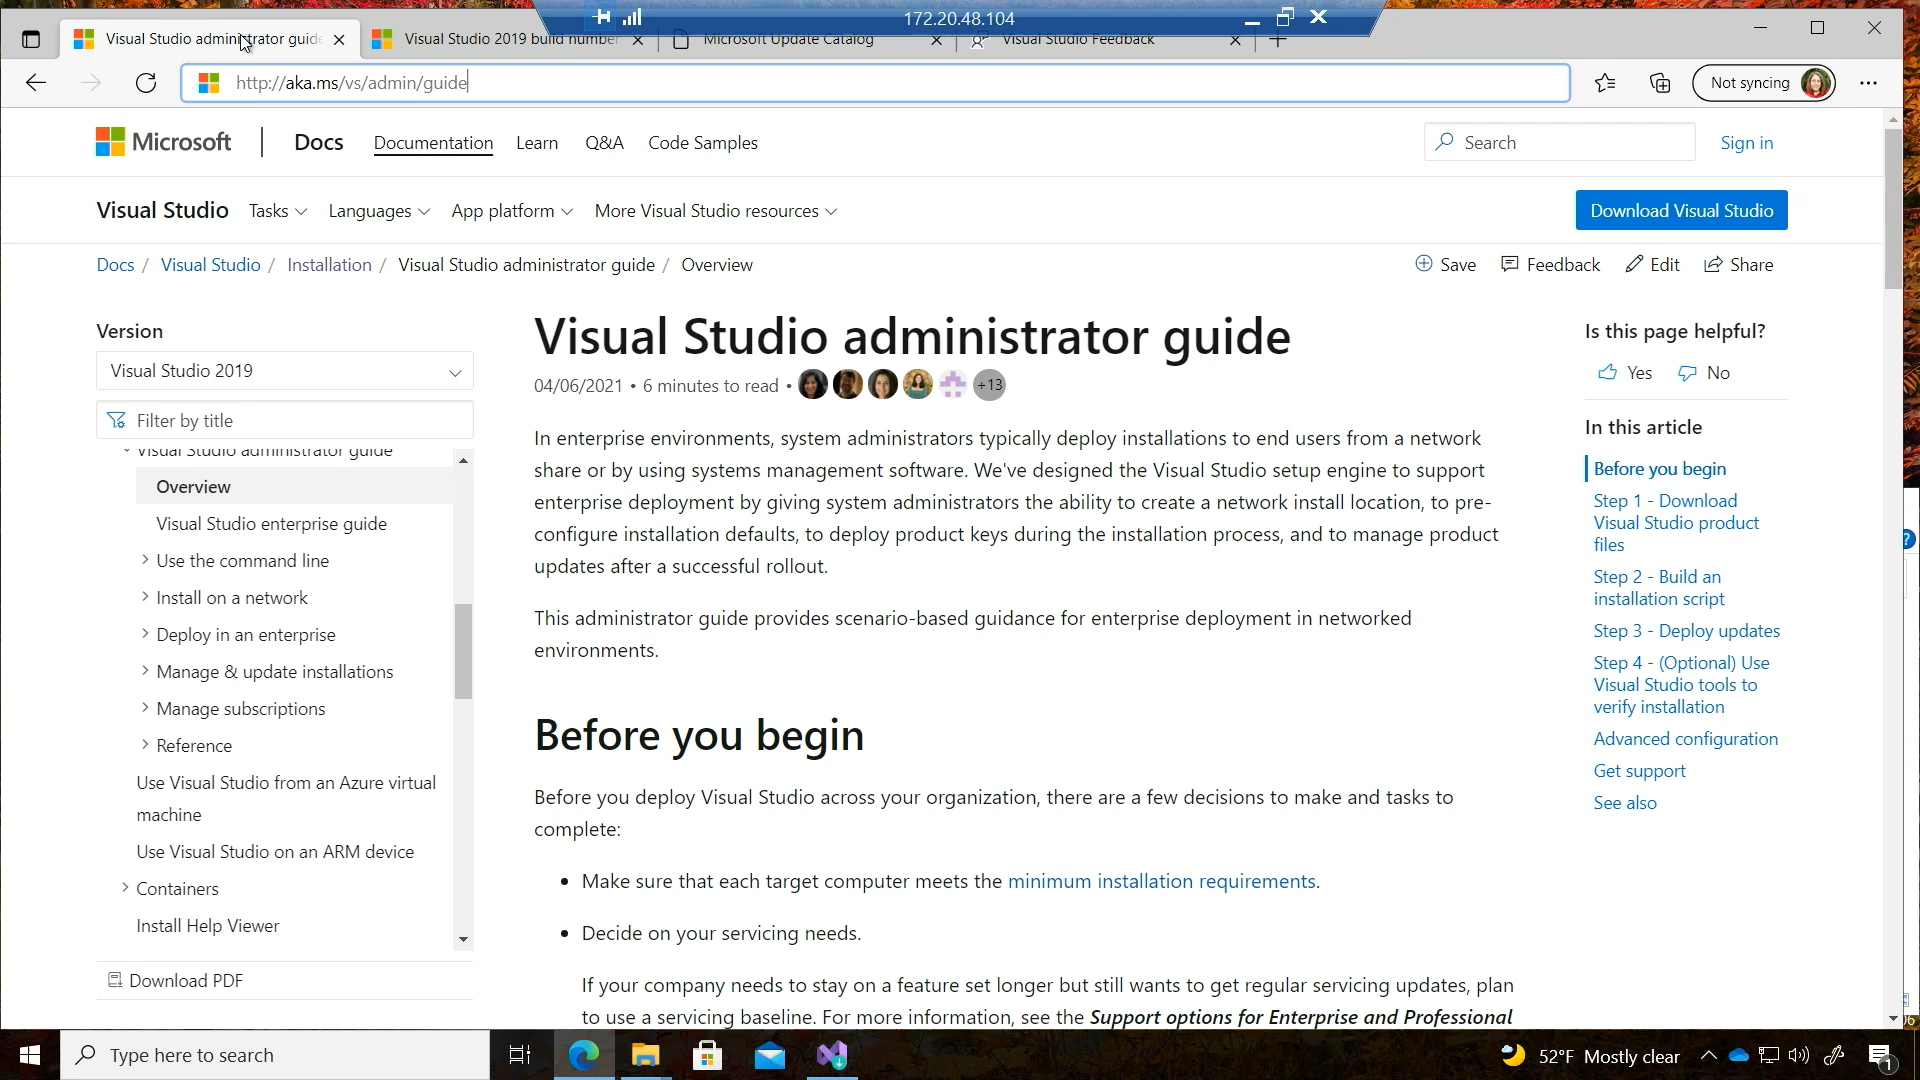 172.20.48.104
Visual Studio administrator guide
Visual Studio 2019 build number
Microsoft Update Catalog
Visual Studio Feedback
http://aka.ms/vs/admin/guide
Not syncing
Microsoft
Docs
Documentation
Learn
Q&A
Code Samples
Search
Sign in
Visual Studio
Tasks
Languages
App platform
More Visual Studio resources
Download Visual Studio
Docs / Visual Studio / Installation / Visual Studio administrator guide / Overview
Save
Feedback
Edit
Share
Version
Visual Studio 2019
Filter by title
Visual Studio administrator guide
Overview
Visual Studio enterprise guide
Use the command line
Install on a network
Deploy in an enterprise
Manage & update installations
Manage subscriptions
Reference
Use Visual Studio from an Azure virtual
machine
Use Visual Studio on an ARM device
Containers
Install Help Viewer
Download PDF
Visual Studio administrator guide
04/06/2021 • 6 minutes to read • +13
In enterprise environments, system administrators typically deploy installations to end users from a network
share or by using systems management software. We've designed the Visual Studio setup engine to support
enterprise deployment by giving system administrators the ability to create a network install location, to pre-
configure installation defaults, to deploy product keys during the installation process, and to manage product
updates after a successful rollout.
This administrator guide provides scenario-based guidance for enterprise deployment in networked
environments.
Before you begin
Before you deploy Visual Studio across your organization, there are a few decisions to make and tasks to
complete:
• Make sure that each target computer meets the minimum installation requirements.
• Decide on your servicing needs.
If your company needs to stay on a feature set longer but still wants to get regular servicing updates, plan
to use a servicing baseline. For more information, see the Support options for Enterprise and Professional
Is this page helpful?
Yes
No
In this article
Before you begin
Step 1 - Download
Visual Studio product
files
Step 2 - Build an
installation script
Step 3 - Deploy updates
Step 4 - (Optional) Use
Visual Studio tools to
verify installation
Advanced configuration
Get support
See also
Type here to search
52°F Mostly clear
1